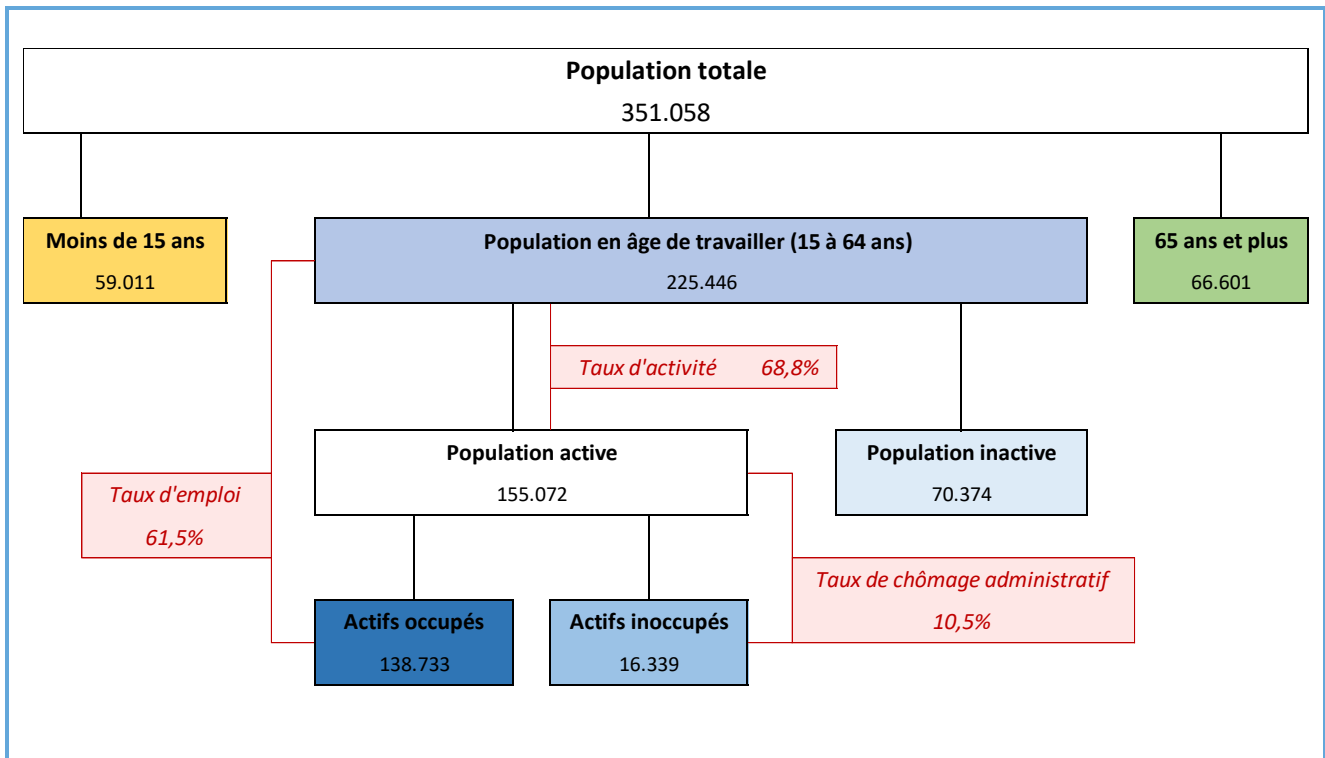 Population totale
351.058
Moins de 15 ans
59.011
Population en âge de travailler (15 à 64 ans)
225.446
65 ans et plus
66.601
Taux d'activité 68,8%
Population active
155.072
Population inactive
70.374
Taux d'emploi
61,5%
Taux de chômage administratif
10,5%
Actifs occupés
138.733
Actifs inoccupés
16.339